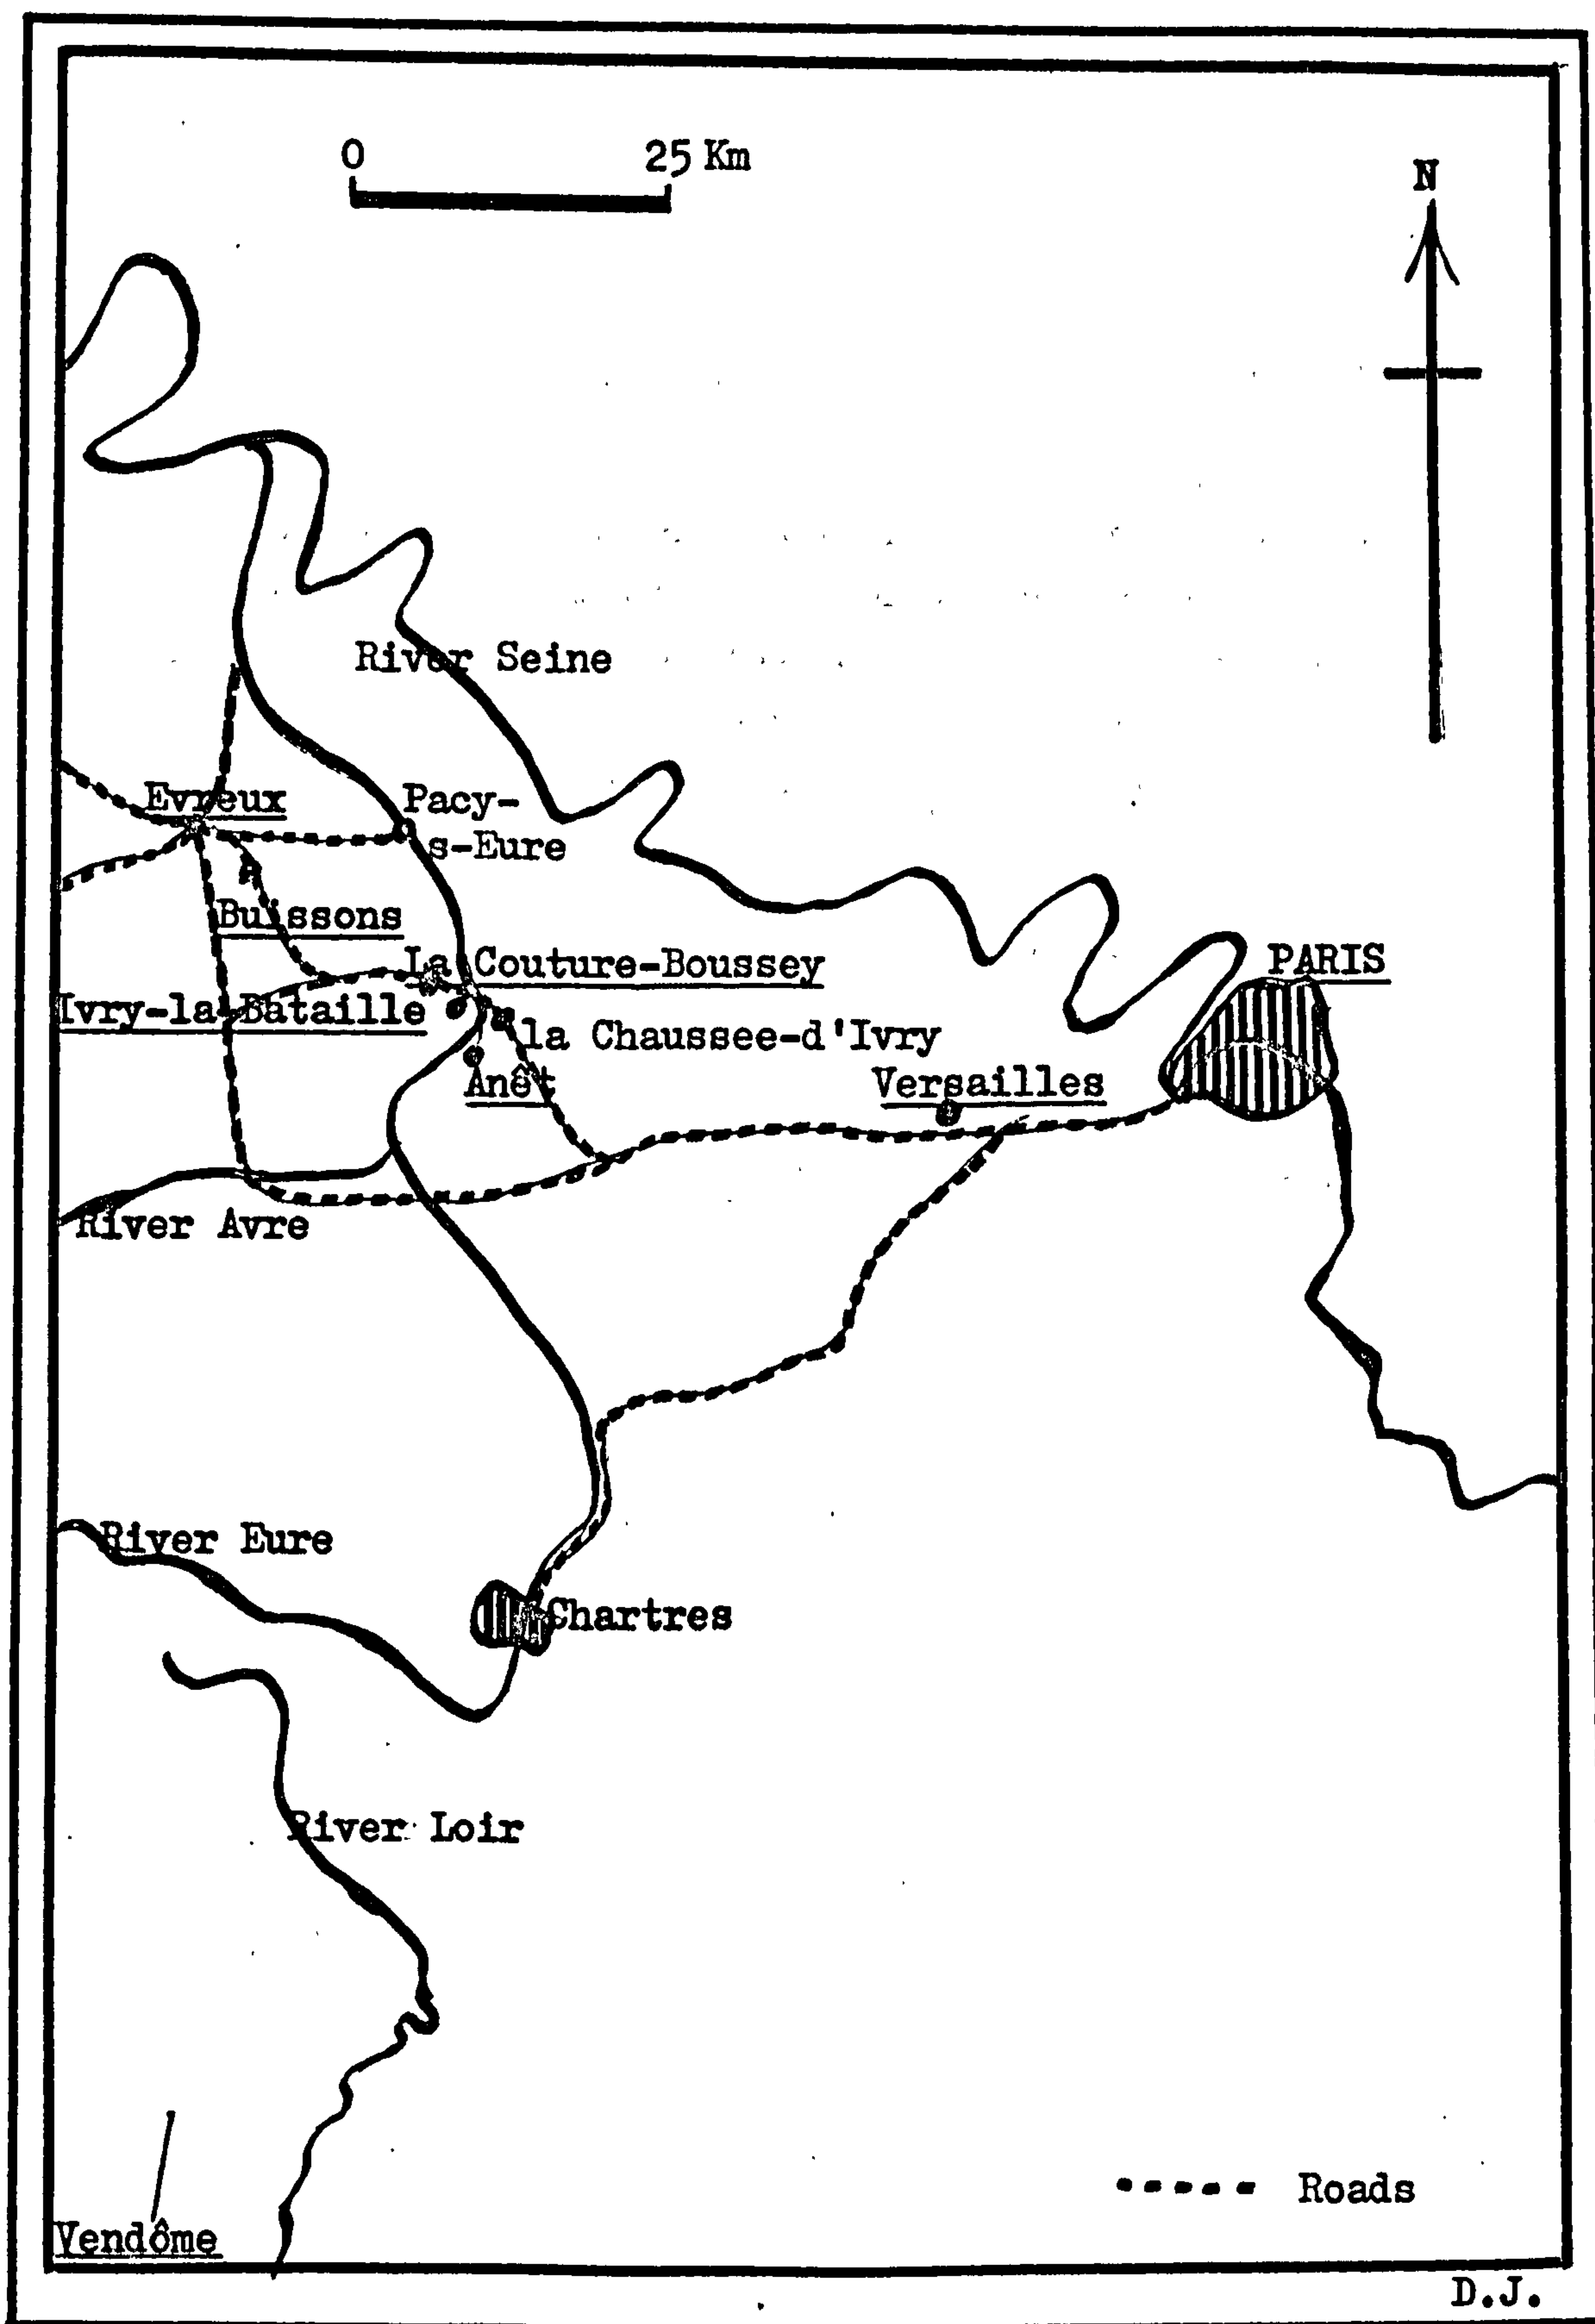 0 25 Km
N
River Seine
Evreux
Pacy-
s-Eure
Buissons
La Couture-Boussey
PARIS
Ivry-la-Bataille
la Chaussee-d'Ivry
Versailles
Anêt
River Avre
River Eure
Chartres
River Loir
Roads
Vendôme
D.J.